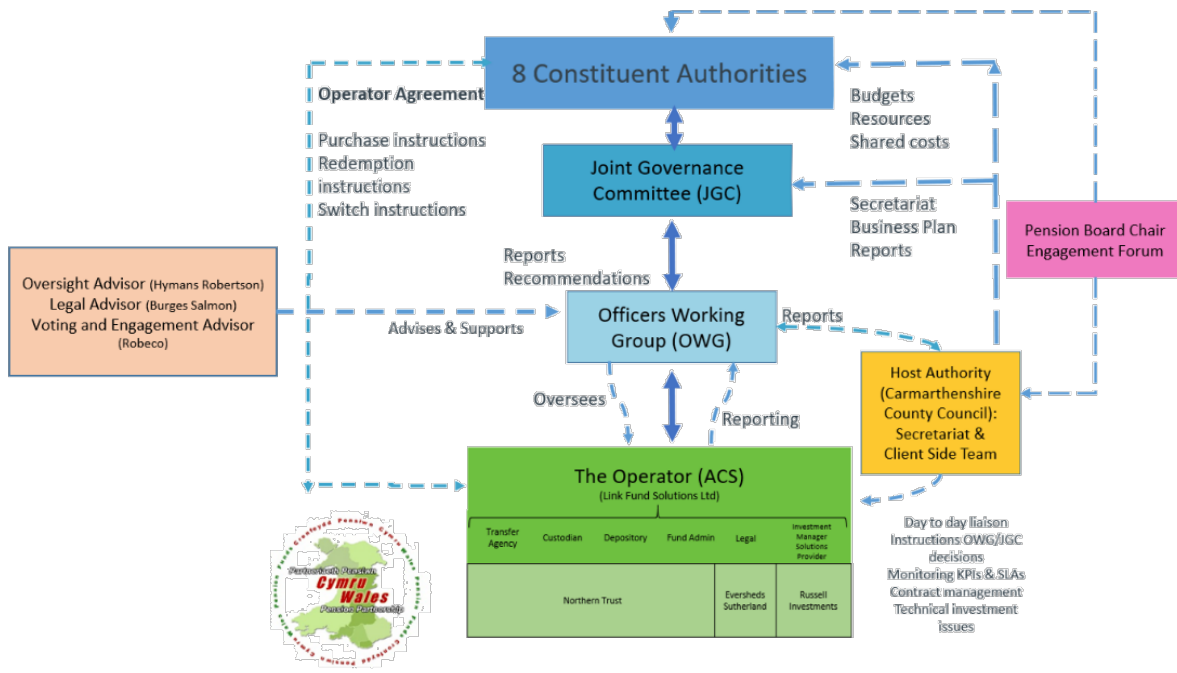 8 Constituent Authorities
Operator Agreement
Purchase instructions
Redemption
instructions
Switch instructions
Budgets
Resources
Shared costs
Joint Governance
Committee (JGC)
Secretariat
Business Plan
Reports
Pension Board Chair
Engagement Forum
Oversight Advisor (Hymans Robertson)
Legal Advisor (Burges Salmon)
Voting and Engagement Advisor
(Robeco)
Reports
Recommendations
Advises & Supports
Officers Working
Group (OWG)
Reports
Host Authority
(Carmarthenshire
County Council):
Secretariat &
Client Side Team
Oversees
Reporting
The Operator (ACS)
(Link Fund Solutions Ltd)
Transfer
Agency
Custodian
Depository
Fund Admin
Legal
Investment
Manager
Solutions
Provider
Northern Trust
Eversheds
Sutherland
Russell
Investments
Day to day liaison
Instructions OWG/JGC
decisions
Monitoring KPIs & SLAs
Contract management
Technical investment
issues
Partneriaeth Pensiwn
Cymru
Wales
Pension Partnership